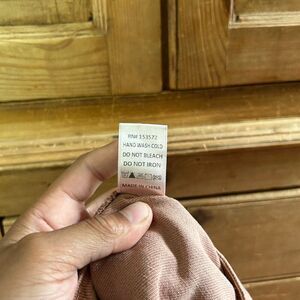 RN# 153572
HAND WASH COLD
DO NOT BLEACH
DO NOT IRON
MADE IN CHINA